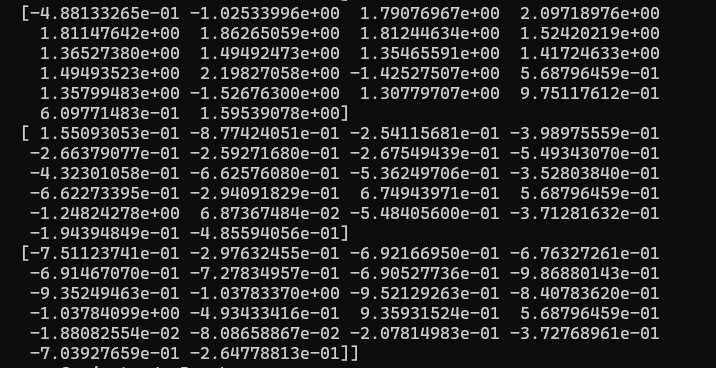 [-4.88133265e-01 -1.02533996e+00 1.79076967e+00 2.09718976e+00
1.81147642e+00 1.86265059e+00 1.81244634e+00 1.52420219e+00
1.36527380e+00 1.49492473e+00 1.35465591e+00 1.41724633e+00
1.49493523e+00 2.19827058e+00 -1.42527507e+00 5.68796459e-01
1.35799483e+00 -1.52676300e+00 1.30779707e+00 9.75117612e-01
6.09771483e-01 1.59539078e+00]
[ 1.55093053e-01 -8.77424051e-01 -2.54115681e-01 -3.98975559e-01
-2.66379077e-01 -2.59271680e-01 -2.67549439e-01 -5.49343070e-01
-4.32301058e-01 -6.62576080e-01 -5.36249706e-01 -3.52803840e-01
-6.62273395e-01 -2.94091829e-01 6.74943971e-01 5.68796459e-01
-1.24824278e+00 6.87367484e-02 -5.48405600e-01 -3.71281632e-01
-1.94394849e-01 -4.85594056e-01]
[-7.51123741e-01 -2.97632455e-01 -6.92166950e-01 -6.76327261e-01
-6.91467070e-01 -7.27834957e-01 -6.90527736e-01 -9.86880143e-01
-9.35249463e-01 -1.03783370e+00 -9.52129263e-01 -8.40783620e-01
-1.03784099e+00 -4.93433416e-01 9.35931524e-01 5.68796459e-01
-1.88082554e-02 -8.08658867e-02 -2.07814983e-01 -3.72768961e-01
-7.03927659e-01 -2.64778813e-01]]